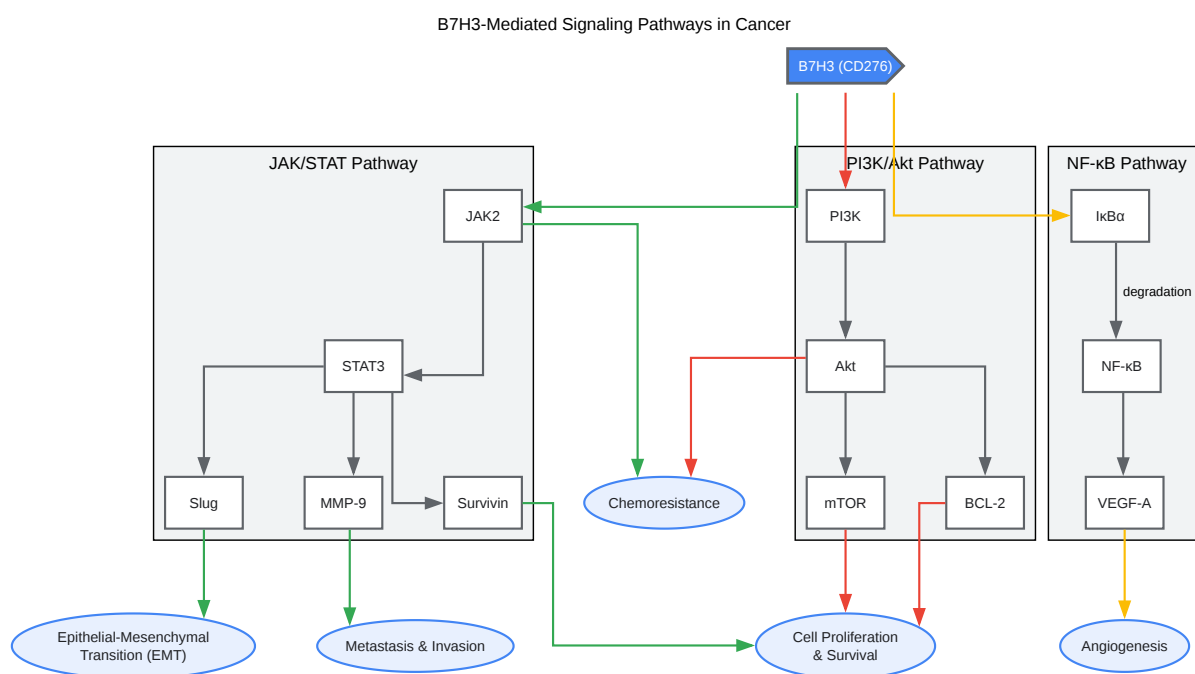 B7H3-Mediated Signaling Pathways in Cancer
B7H3 (CD276)
JAK/STAT Pathway
PI3K/Akt Pathway
NF-κB Pathway
JAK2
PI3K
IκBα
degradation
STAT3
Akt
NF-κB
Slug
MMP-9
Survivin
Chemoresistance
mTOR
BCL-2
VEGF-A
Epithelial-Mesenchymal
Transition (EMT)
Metastasis & Invasion
Cell Proliferation
& Survival
Angiogenesis